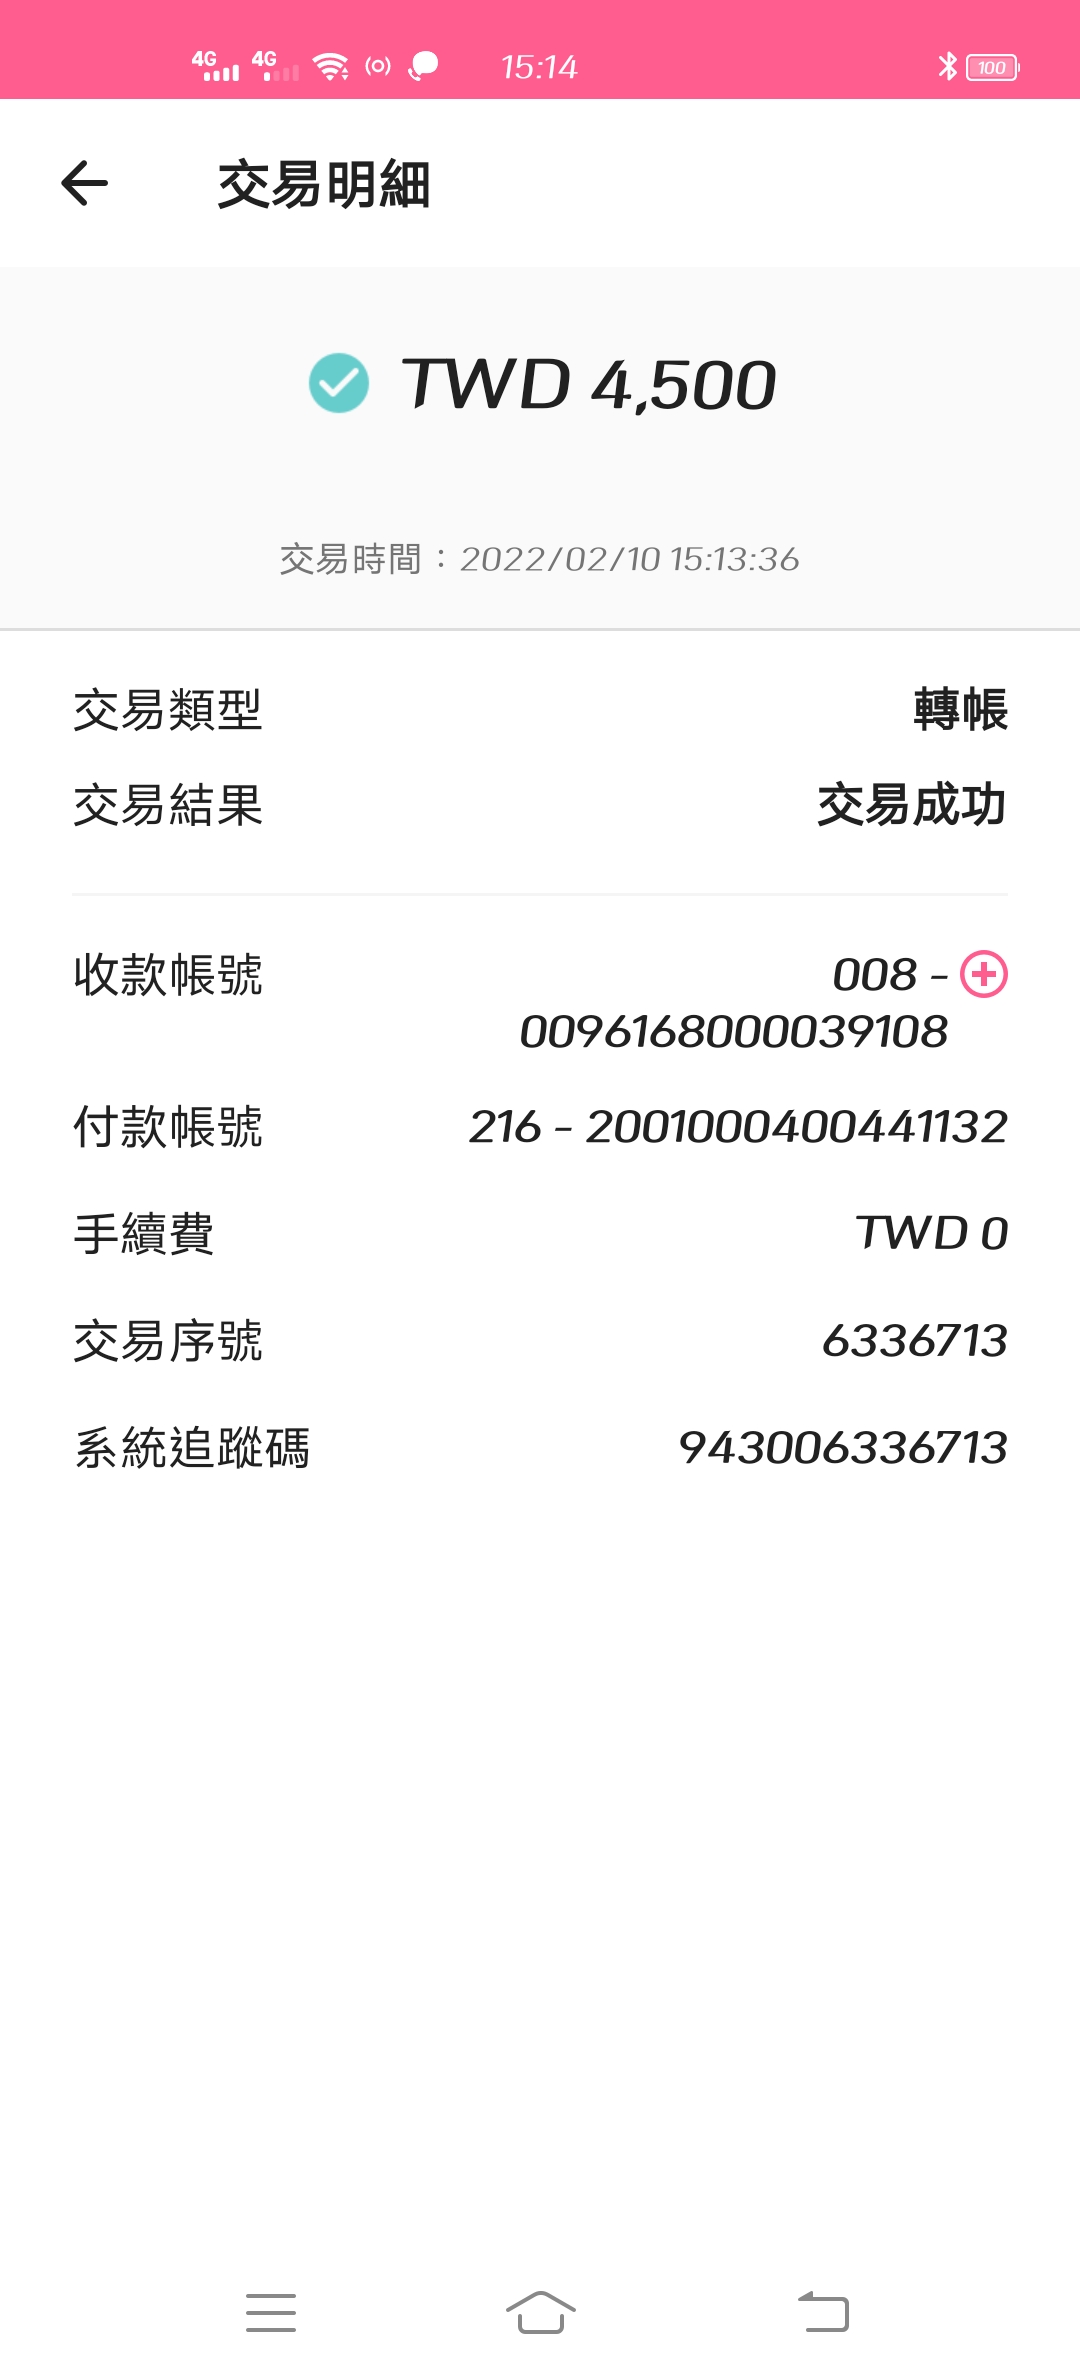 4G 4G 15:14 100
交易明細
TWD 4,500
交易時間：2022/02/10 15:13:36
交易類型 轉帳
交易結果 交易成功
收款帳號 008 -
0096168000039108
付款帳號 216 - 2001000400441132
手續費 TWD 0
交易序號 6336713
系統追蹤碼 943006336713